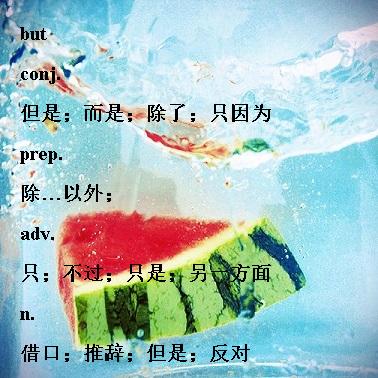 but
conj.
但是；而是；除了；只因为
prep.
除…以外；
adv.
只；不过；只是；另一方面
n.
借口；推辞；但是；反对